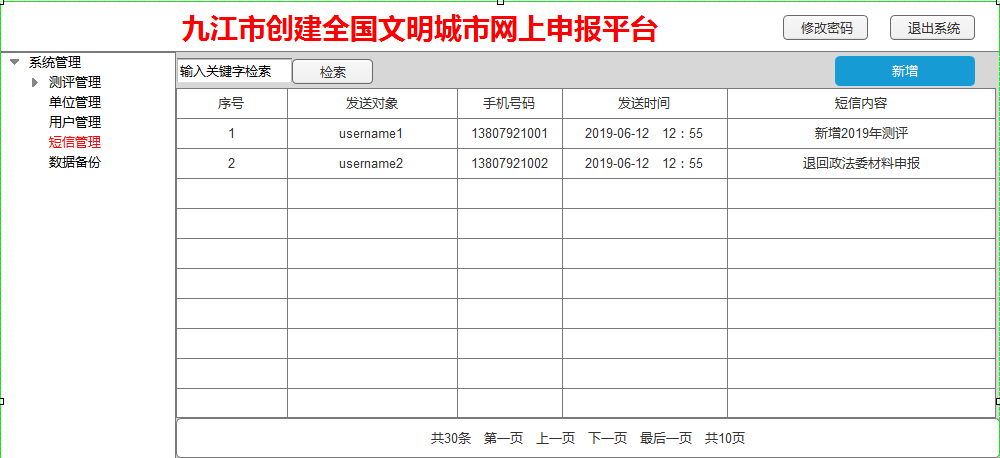 九江市创建全国文明城市网上申报平台 修改密码 退出系统
系统管理
测评管理
单位管理
用户管理
短信管理
数据备份
输入关键字检索 检索 新增
序号 发送对象 手机号码 发送时间 短信内容
1 username1 13807921001 2019-06-12 12：55 新增2019年测评
2 username2 13807921002 2019-06-12 12：55 退回政法委材料申报
共30条 第一页 上一页 下一页 最后一页 共10页